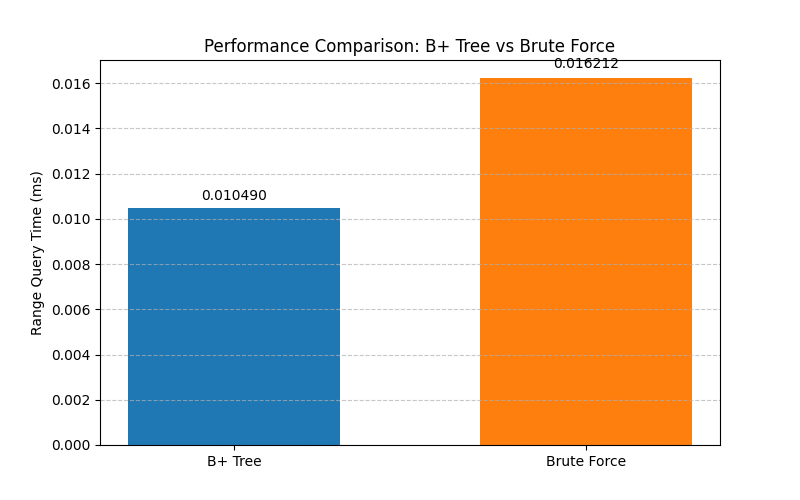 Performance Comparison: B+ Tree vs Brute Force
0.016212
0.016
0.014
0.012
0.010490
0.010
0.008
0.006
0.004
0.002
0.000
Range Query Time (ms)
B+ Tree
Brute Force